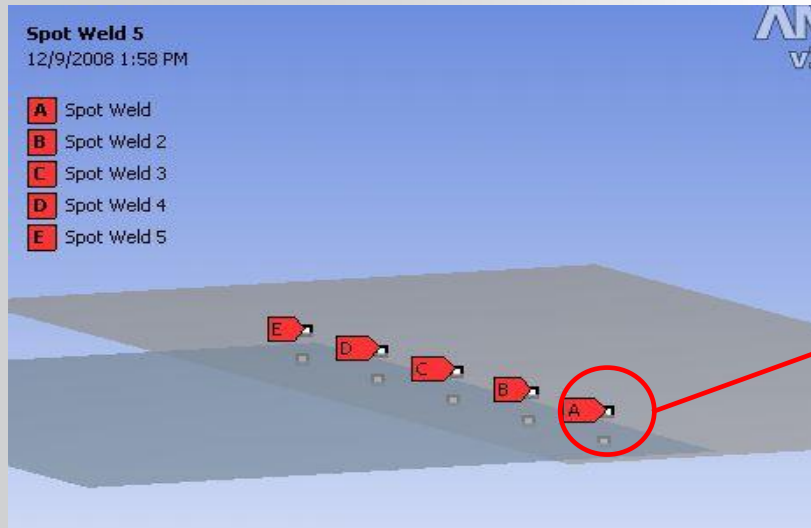 Spot Weld 5
12/9/2008 1:58 PM
A Spot Weld
B Spot Weld 2
C Spot Weld 3
D Spot Weld 4
E Spot Weld 5
E
D
C
B
A